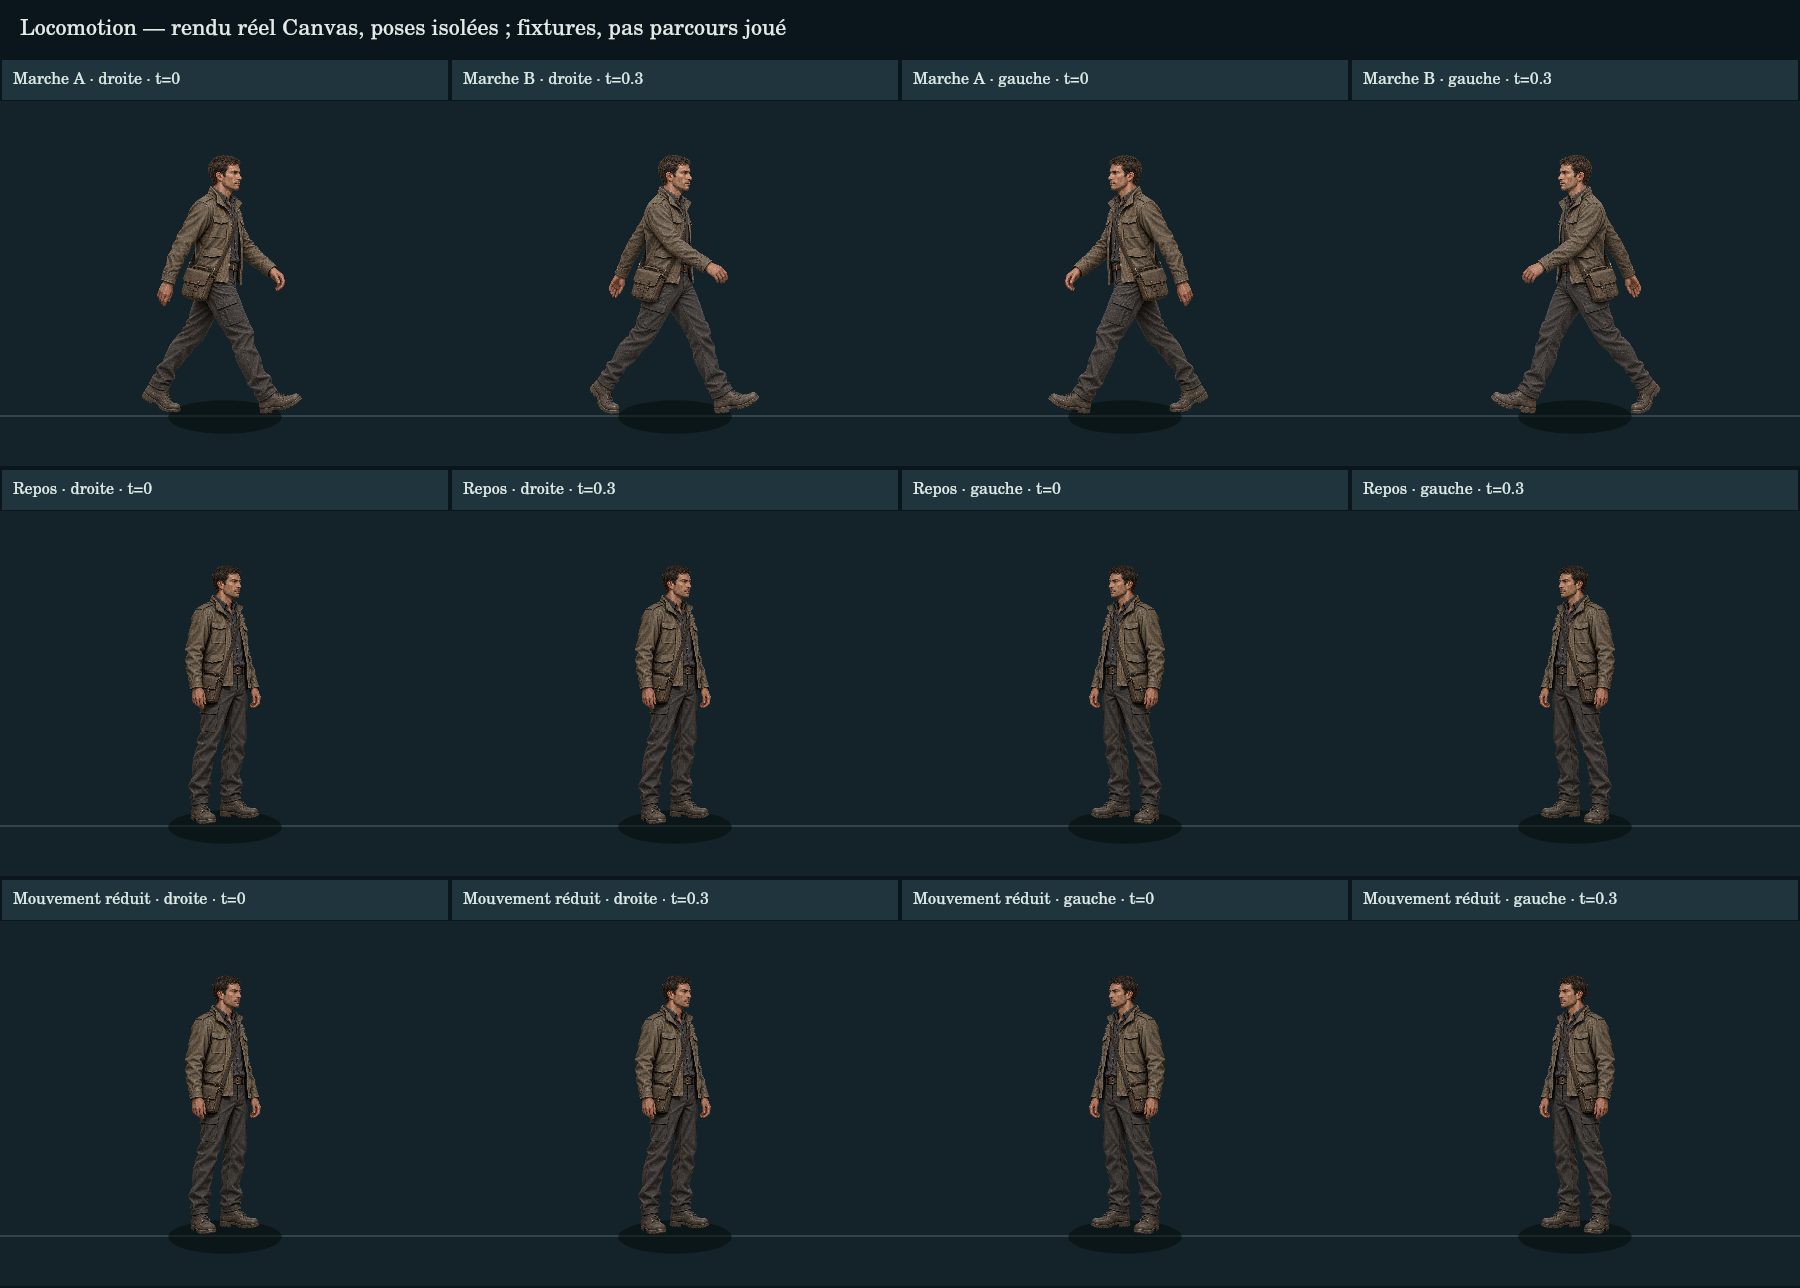 Locomotion — rendu réel Canvas, poses isolées ; fixtures, pas parcours joué
Marche A · droite · t=0
Marche B · droite · t=0.3
Marche A · gauche · t=0
Marche B · gauche · t=0.3
Repos · droite · t=0
Repos · droite · t=0.3
Repos · gauche · t=0
Repos · gauche · t=0.3
Mouvement réduit · droite · t=0
Mouvement réduit · droite · t=0.3
Mouvement réduit · gauche · t=0
Mouvement réduit · gauche · t=0.3